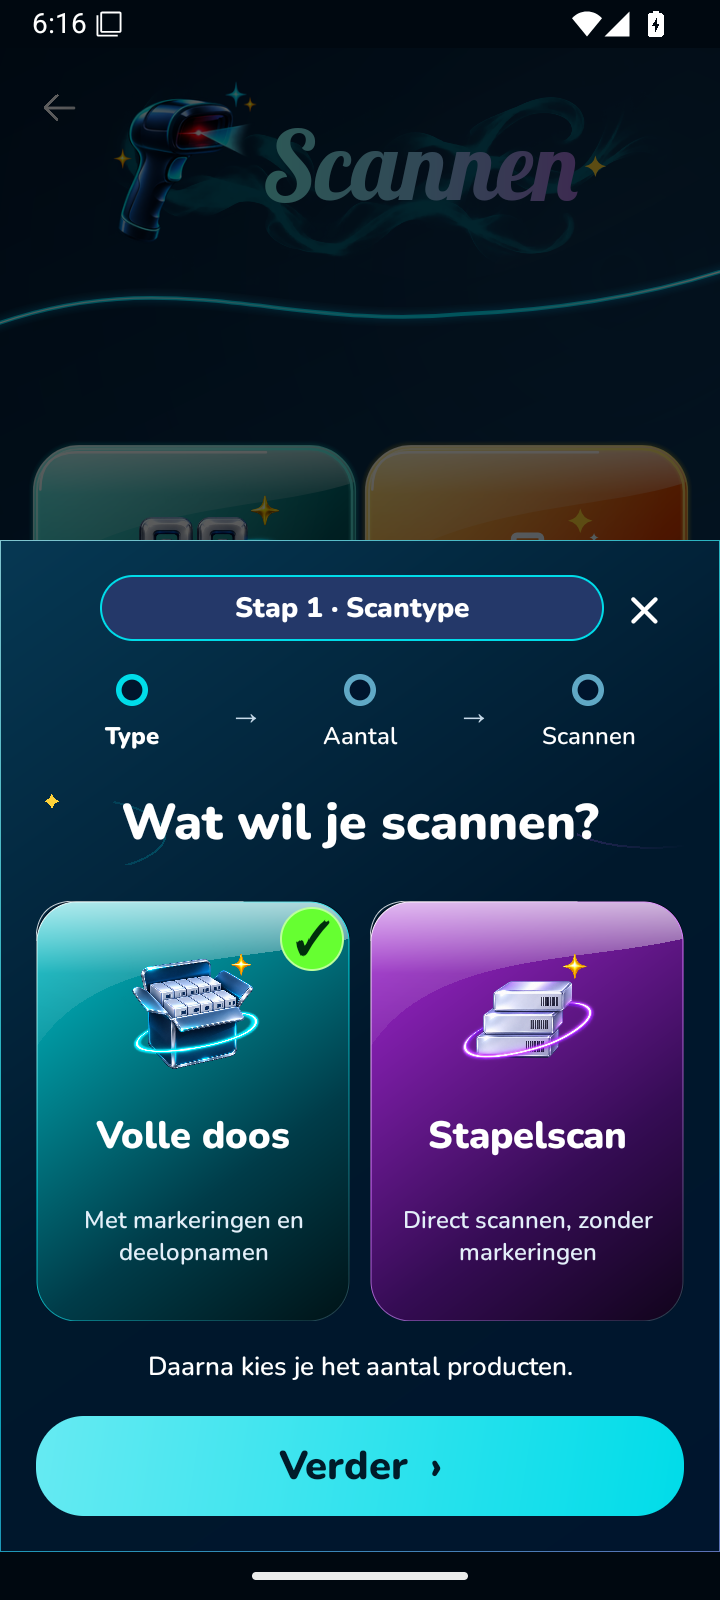 6:16
Scannen
Stap 1 · Scantype
Type → Aantal → Scannen
Wat wil je scannen?
Volle doos
Met markeringen en
deelopnamen
Stapelscan
Direct scannen, zonder
markeringen
Daarna kies je het aantal producten.
Verder ›